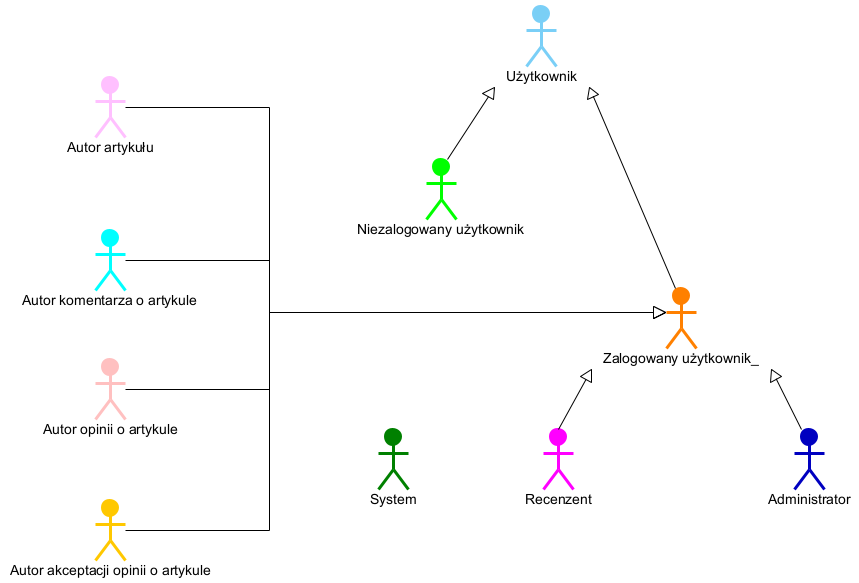 Użytkownik
Autor artykułu
Niezalogowany użytkownik
Autor komentarza o artykule
Zalogowany użytkownik_
Autor opinii o artykule
System
Recenzent
Administrator
Autor akceptacji opinii o artykule